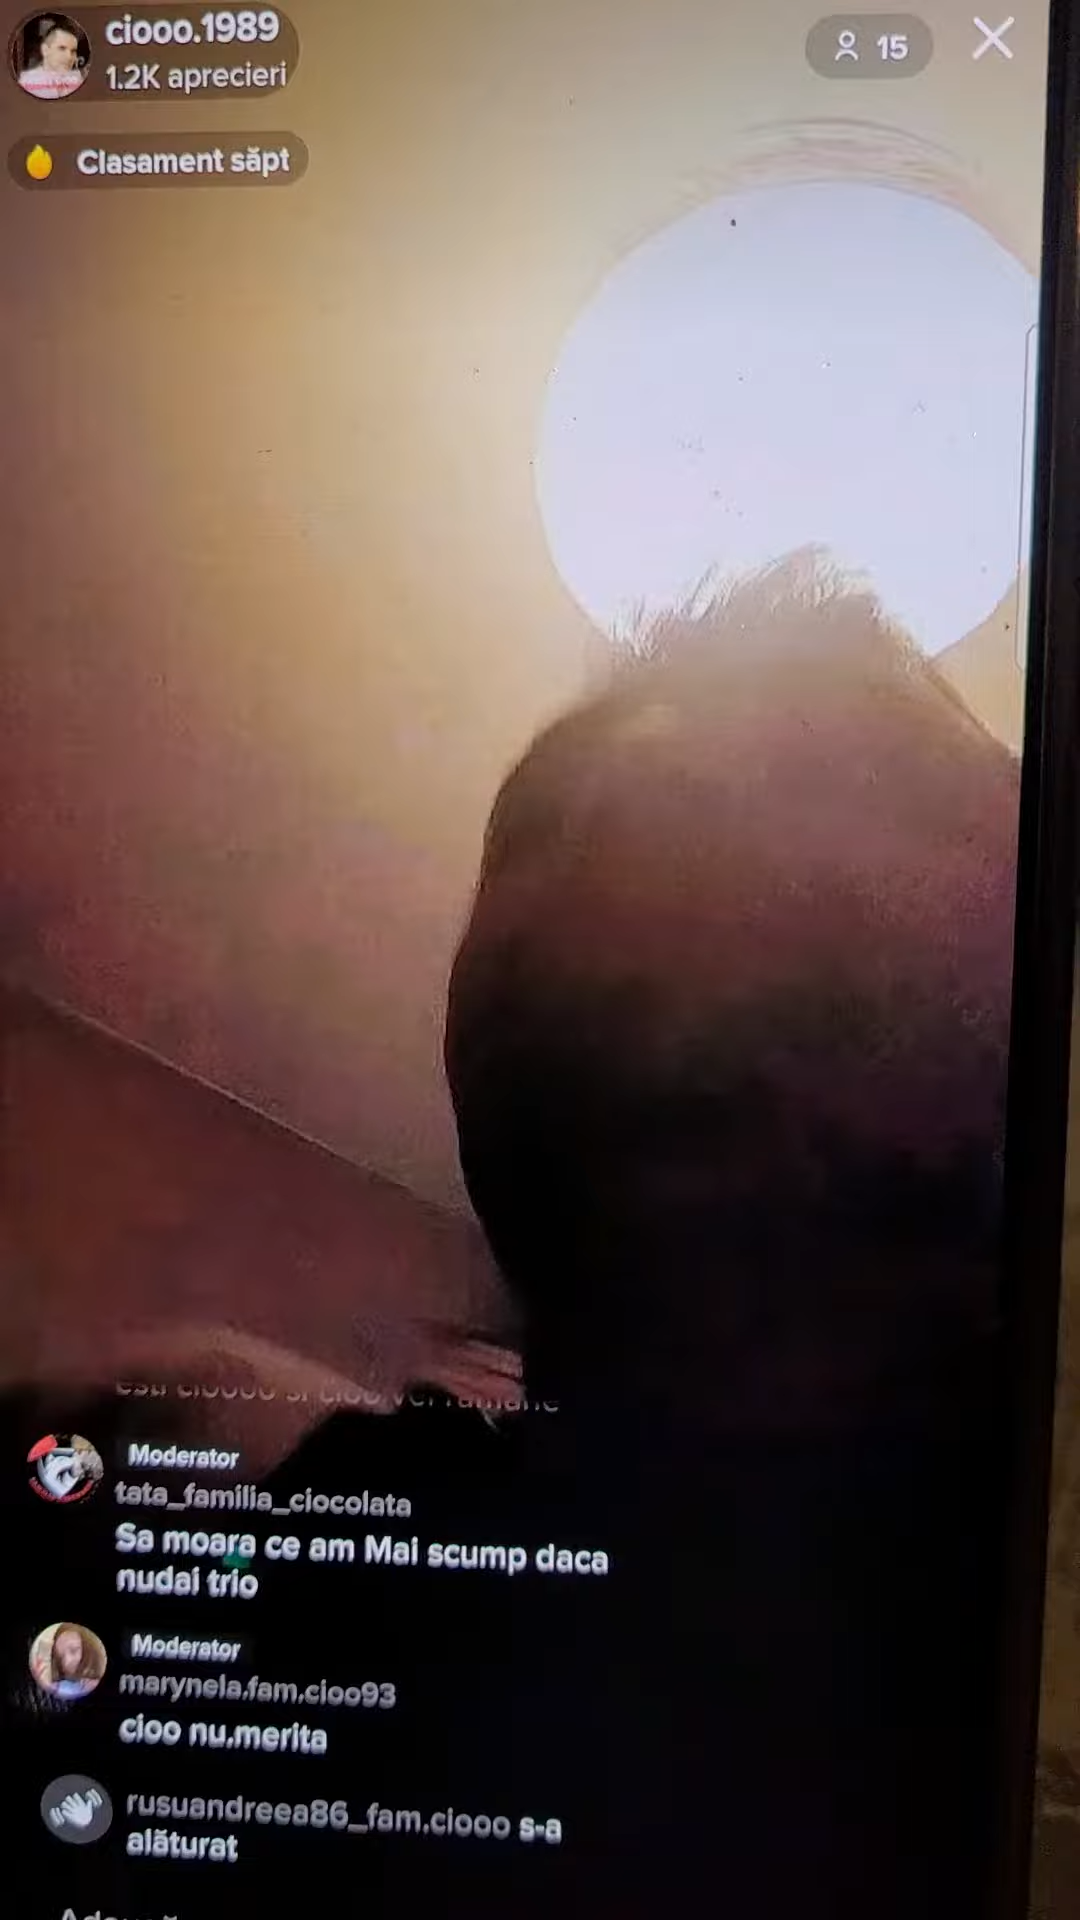 ciooo.1989
1.2K aprecieri
15
Clasament săpt
Moderator
tata_familia_ciocolata
Sa moara ce am Mai scump daca
nudai trio
Moderator
marynela.fam.cioo93
cioo nu.merita
rusuandreea86_fam.ciooo s-a
alăturat